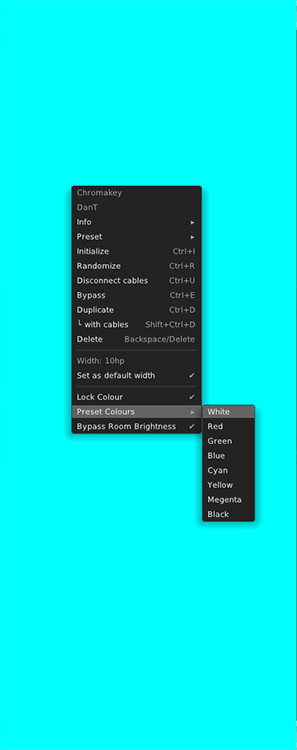 Chromakey
DanT
Info ▸
Preset ▸
Initialize Ctrl+I
Randomize Ctrl+R
Disconnect cables Ctrl+U
Bypass Ctrl+E
Duplicate Ctrl+D
└ with cables Shift+Ctrl+D
Delete Backspace/Delete
Width: 10hp
Set as default width ✔
Lock Colour ✔
Preset Colours ▸
Bypass Room Brightness ✔
White
Red
Green
Blue
Cyan
Yellow
Megenta
Black